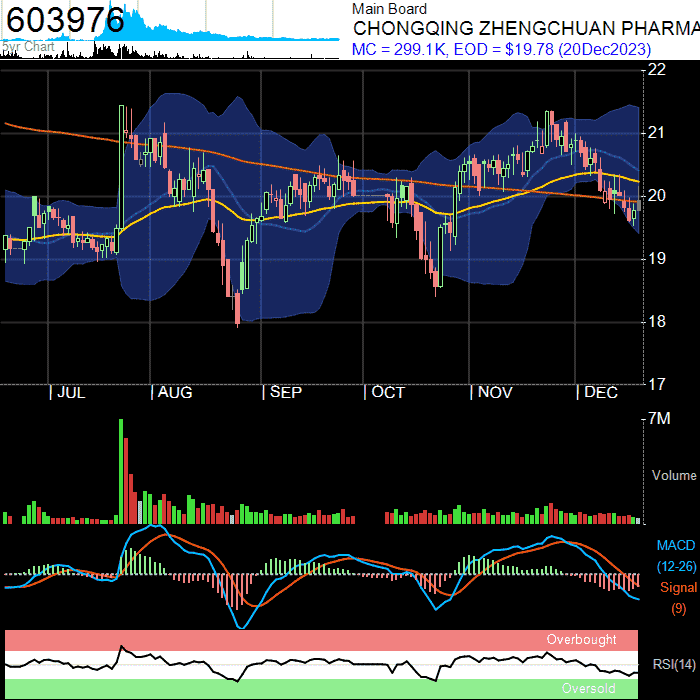 603976
5yr Chart
Main Board
CHONGQING ZHENGCHUAN PHARMA
MC = 299.1K, EOD = $19.78 (20Dec2023)
22
21
20
19
18
17
JUL
AUG
SEP
OCT
NOV
DEC
7M
Volume
MACD
(12-26)
Signal
(9)
Overbought
RSI(14)
Oversold